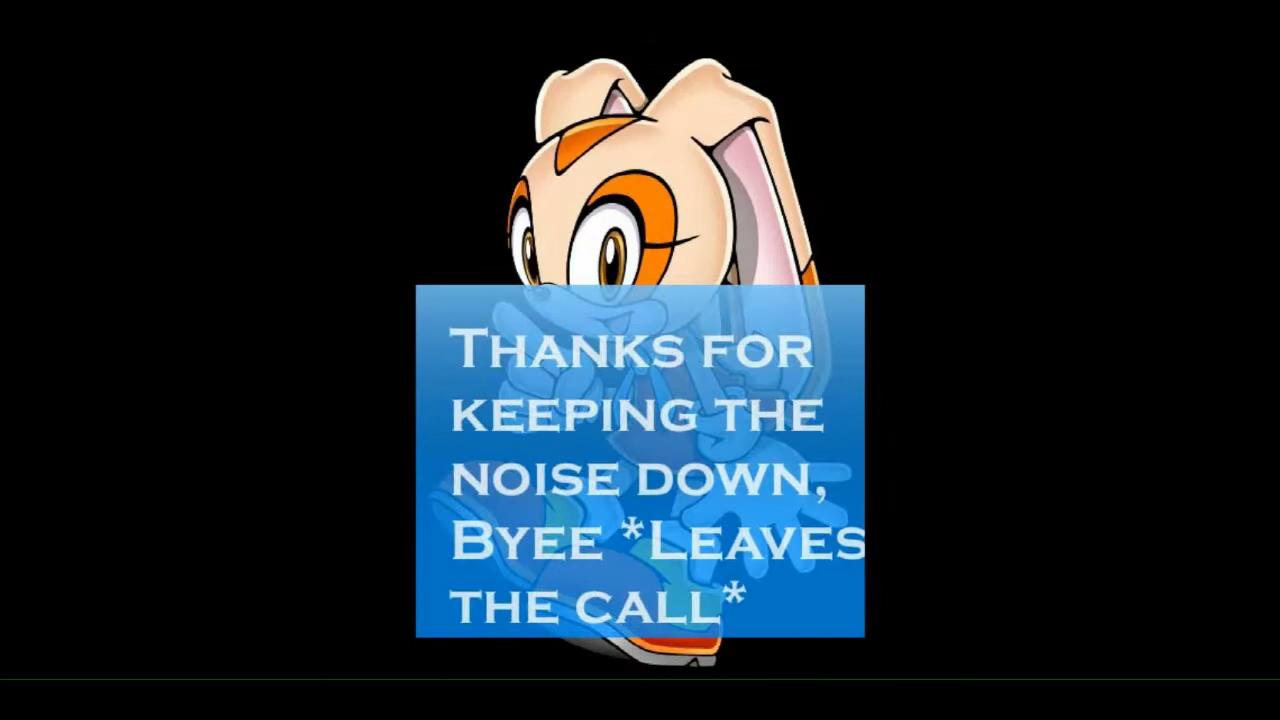 Thanks for
keeping the
noise down,
Byee *Leaves
the call*